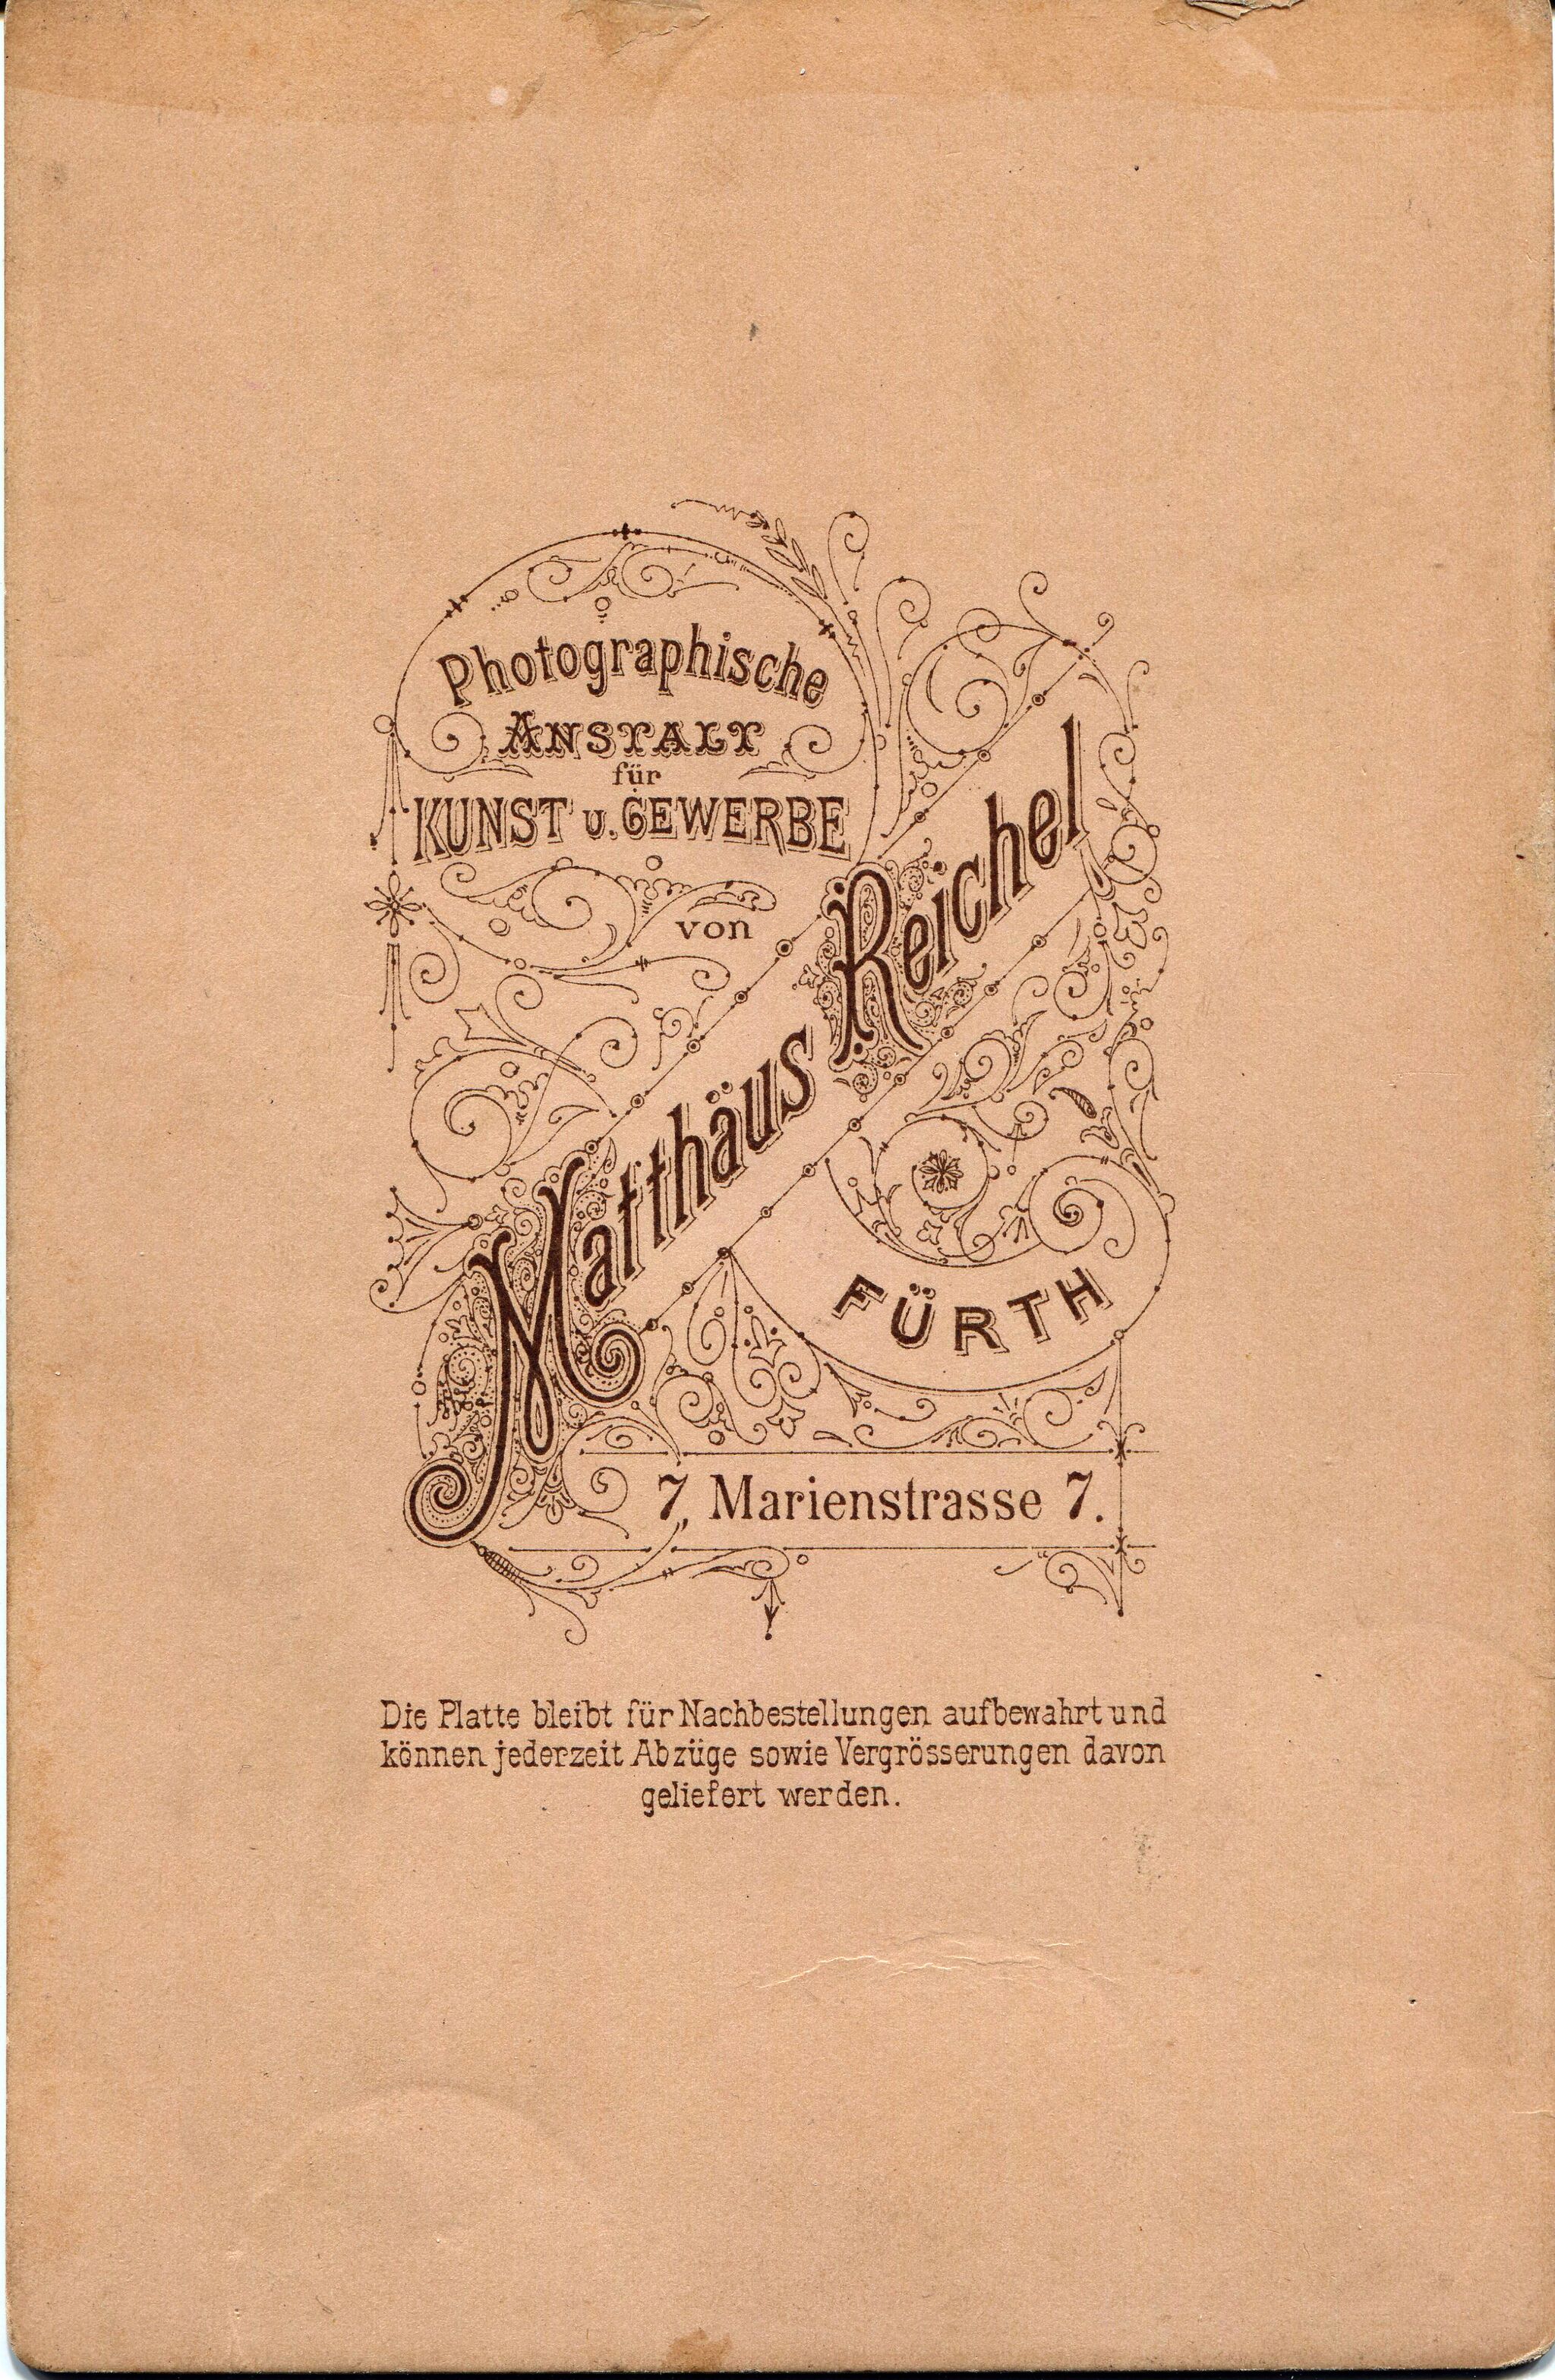 Photographische
ANSTALT
für
KUNST u. GEWERBE
von
Matthäus Reichel
FÜRTH
7, Marienstrasse 7.
Die Platte bleibt für Nachbestellungen aufbewahrt und
können jederzeit Abzüge sowie Vergrösserungen davon
geliefert werden.